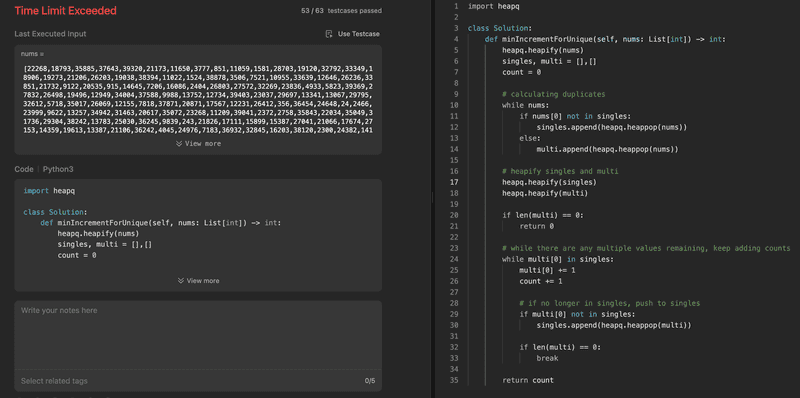 Time Limit Exceeded
53 / 63 testcases passed
Last Executed Input
Use Testcase
nums =
[22268,18793,35885,37643,39320,21173,11650,3777,851,11059,1581,28703,19120,32792,33349,1
8906,19273,21206,26203,19038,38394,11022,1524,38878,3506,7521,10955,33639,12646,26236,33
851,21732,9122,20535,915,14645,7206,16086,2404,26803,27572,32269,23836,4933,5823,39369,2
7832,26498,19496,12949,34004,37588,9988,13752,12734,39403,23037,29697,13341,13067,29795,
32612,5718,35017,26069,12155,7818,37871,20871,17567,12231,26412,356,36454,24648,24,2466,
23999,9622,13257,34942,31463,20617,35072,23268,11209,39041,2372,2758,35843,22034,35049,3
1736,29304,38242,13783,25030,36245,9839,243,21826,17111,15899,15387,27041,21066,17674,27
153,14359,19613,13387,21106,36242,4045,24976,7183,36932,32845,16203,38120,2300,24382,141
View more
Code
Python3
import heapq
class Solution:
def minIncrementForUnique(self, nums: List[int]) -> int:
heapq.heapify(nums)
singles, multi = [],[]
count = 0
View more
Write your notes here
Select related tags
0/5
1 import heapq
2
3 class Solution:
4 def minIncrementForUnique(self, nums: List[int]) -> int:
5 heapq.heapify(nums)
6 singles, multi = [],[]
7 count = 0
8
9 # calculating duplicates
10 while nums:
11 if nums[0] not in singles:
12 singles.append(heapq.heappop(nums))
13 else:
14 multi.append(heapq.heappop(nums))
15
16 # heapify singles and multi
17 heapq.heapify(singles)
18 heapq.heapify(multi)
19
20 if len(multi) == 0:
21 return 0
22
23 # while there are any multiple values remaining, keep adding counts
24 while multi[0] in singles:
25 multi[0] += 1
26 count += 1
27
28 # if no longer in singles, push to singles
29 if multi[0] not in singles:
30 singles.append(heapq.heappop(multi))
31
32 if len(multi) == 0:
33 break
34
35 return count